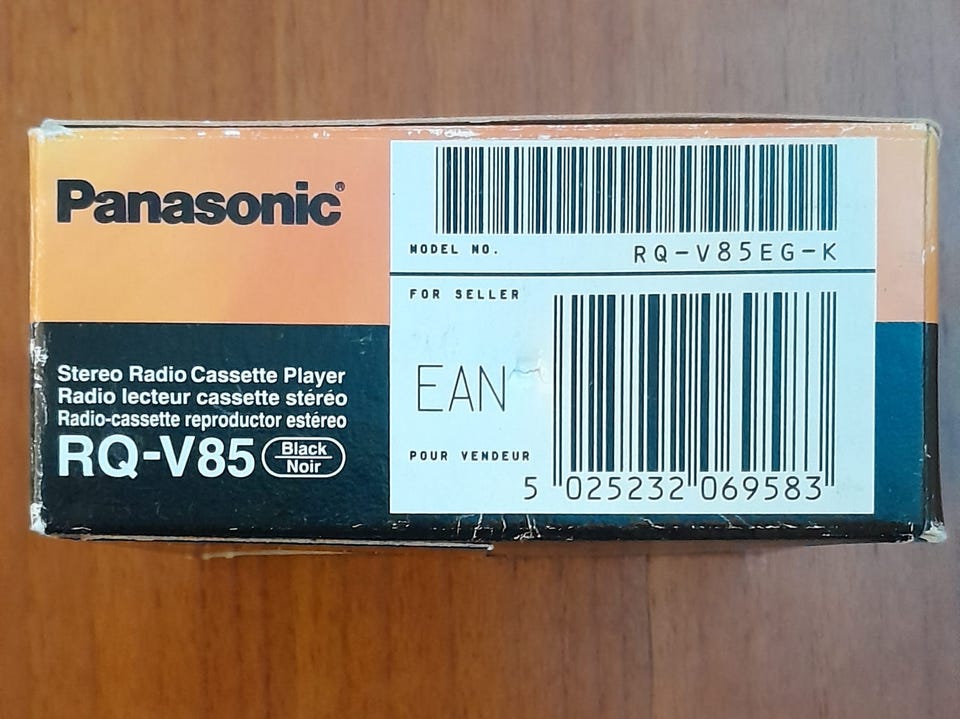 Panasonic®
Stereo Radio Cassette Player
Radio lecteur cassette stéréo
Radio-cassette reproductor estéreo
RQ-V85
Black
Noir
MODEL NO. RQ-V85EG-K
FOR SELLER
EAN
POUR VENDEUR
5 025232 069583